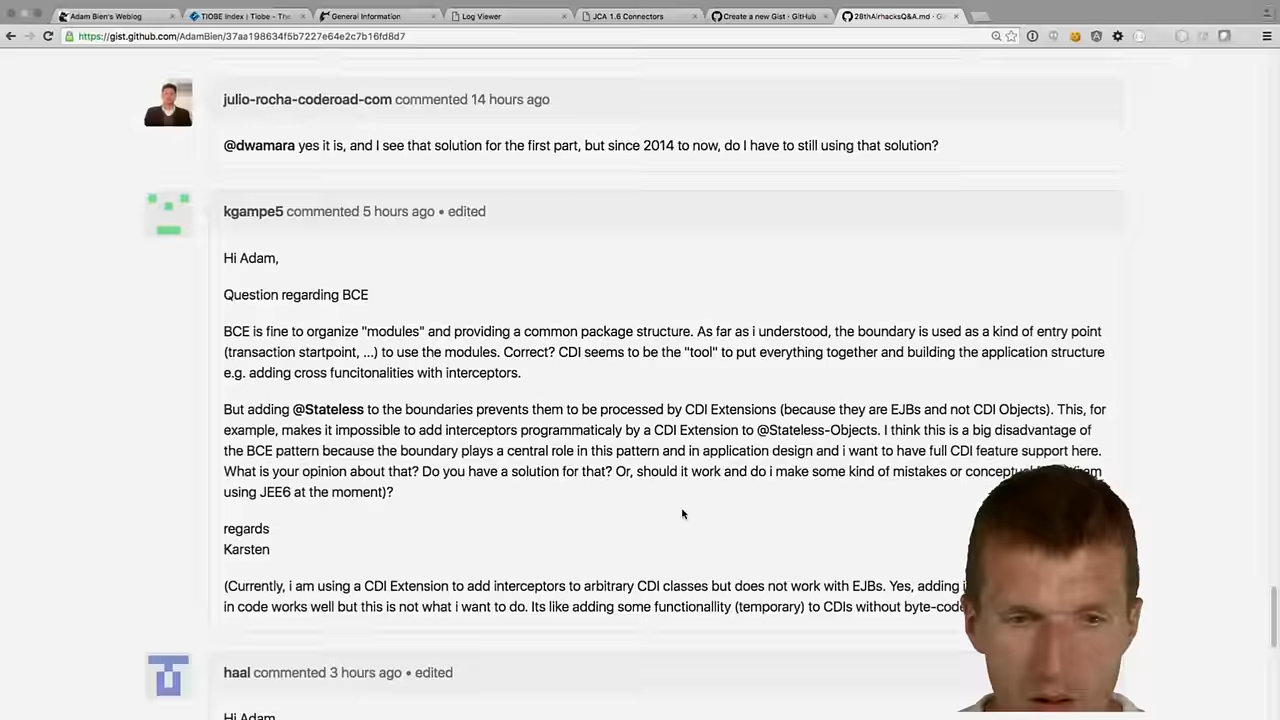 Adam Bien's Weblog
TIOBE Index | Tiobe - The
General Information
Log Viewer
JCA 1.6 Connectors
Create a new Gist · GitHub
28thAirhacksQ&A.md · Gi
https://gist.github.com/AdamBien/37aa198634f5b7227e64e2c7b16fd8d7
julio-rocha-coderoad-com commented 14 hours ago
@dwamara yes it is, and I see that solution for the first part, but since 2014 to now, do I have to still using that solution?
kgampe5 commented 5 hours ago • edited
Hi Adam,
Question regarding BCE
BCE is fine to organize "modules" and providing a common package structure. As far as i understood, the boundary is used as a kind of entry point
(transaction startpoint, ...) to use the modules. Correct? CDI seems to be the "tool" to put everything together and building the application structure
e.g. adding cross funcitonalities with interceptors.
But adding @Stateless to the boundaries prevents them to be processed by CDI Extensions (because they are EJBs and not CDI Objects). This, for
example, makes it impossible to add interceptors programmaticaly by a CDI Extension to @Stateless-Objects. I think this is a big disadvantage of
the BCE pattern because the boundary plays a central role in this pattern and in application design and i want to have full CDI feature support here.
What is your opinion about that? Do you have a solution for that? Or, should it work and do i make some kind of mistakes or
using JEE6 at the moment)?
regards
Karsten
(Currently, i am using a CDI Extension to add interceptors to arbitrary CDI classes but does not work with EJBs. Yes, adding
in code works well but this is not what i want to do. Its like adding some functionallity (temporary) to CDIs without
haal commented 3 hours ago • edited
Hi Adam